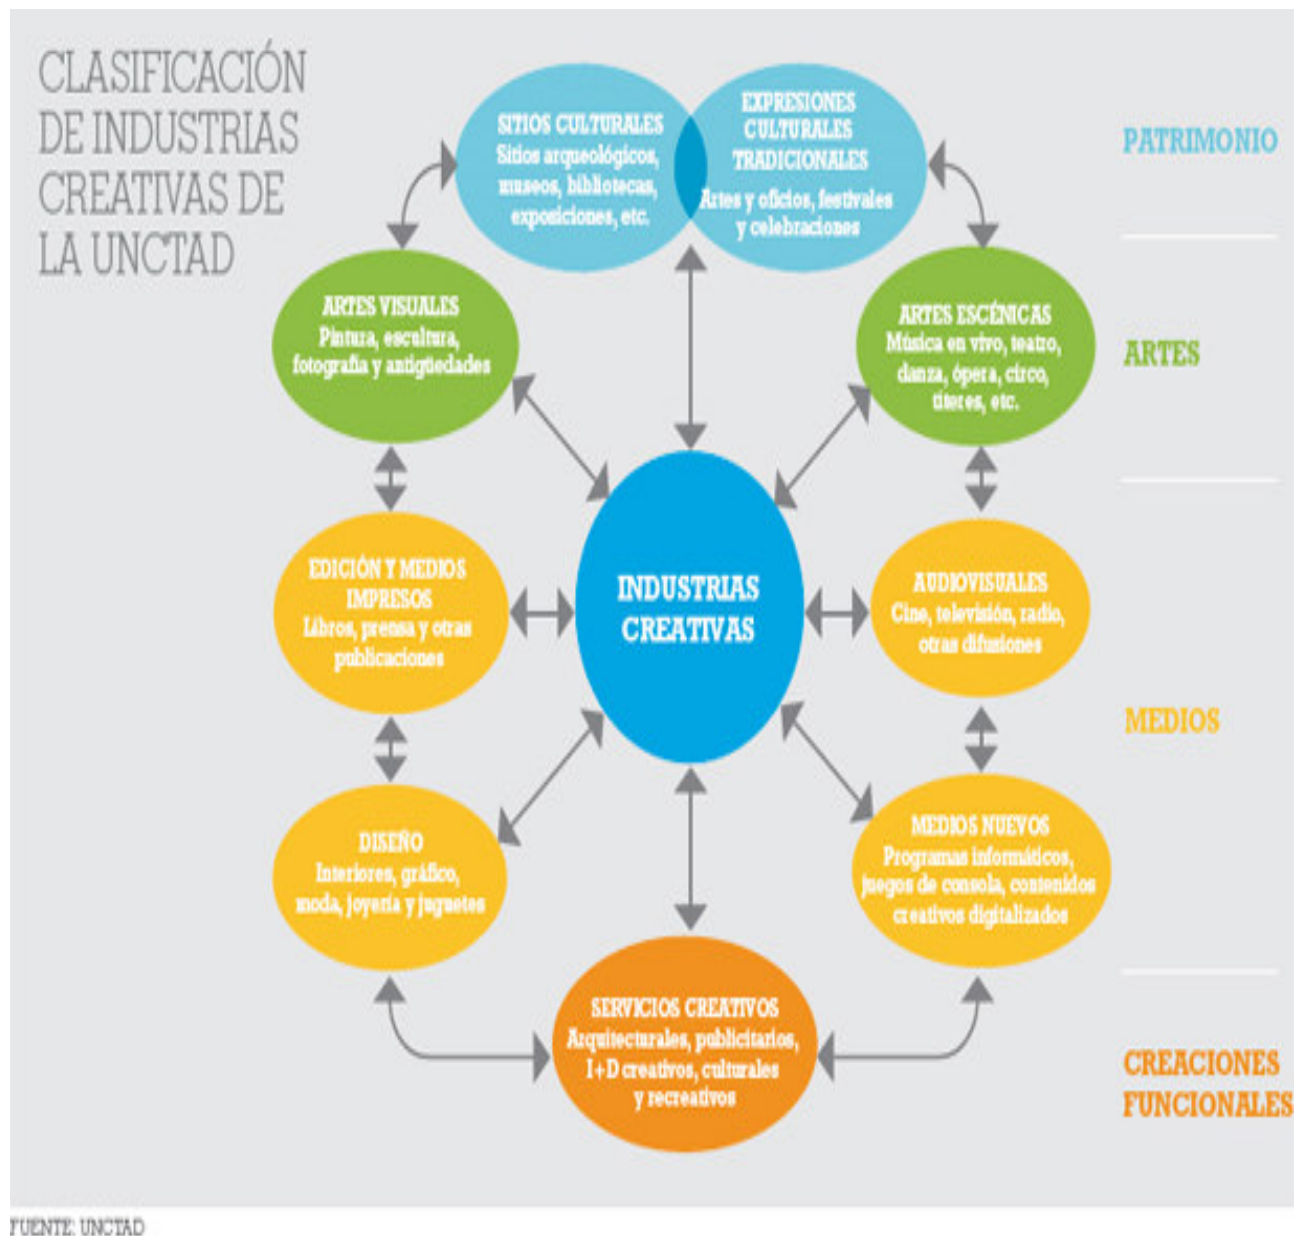 CLASIFICACIÓN
DE INDUSTRIAS
CREATIVAS DE
LA UNCTAD
SITIOS CULTURALES
Sitios arqueológicos,
museos, bibliotecas,
exposiciones, etc.
EXPRESIONES
CULTURALES
TRADICIONALES
Artes y oficios, festivales
y celebraciones
PATRIMONIO
ARTES VISUALES
Pintura, escultura,
fotografía y antigüedades
ARTES ESCÉNICAS
Música en vivo, teatro,
danza, ópera, circo,
títeres, etc.
ARTES
EDICIÓN Y MEDIOS
IMPRESOS
Libros, prensa y otras
publicaciones
INDUSTRIAS
CREATIVAS
AUDIOVISUALES
Cine, televisión, radio,
otras difusiones
MEDIOS
DISEÑO
Interiores, gráfico,
moda, joyería y juguetes
MEDIOS NUEVOS
Programas informáticos,
juegos de consola, contenidos
creativos digitalizados
SERVICIOS CREATIVOS
Arquitecturales, publicitarios,
I+D creativos, culturales
y recreativos
CREACIONES
FUNCIONALES
FUENTE: UNCTAD